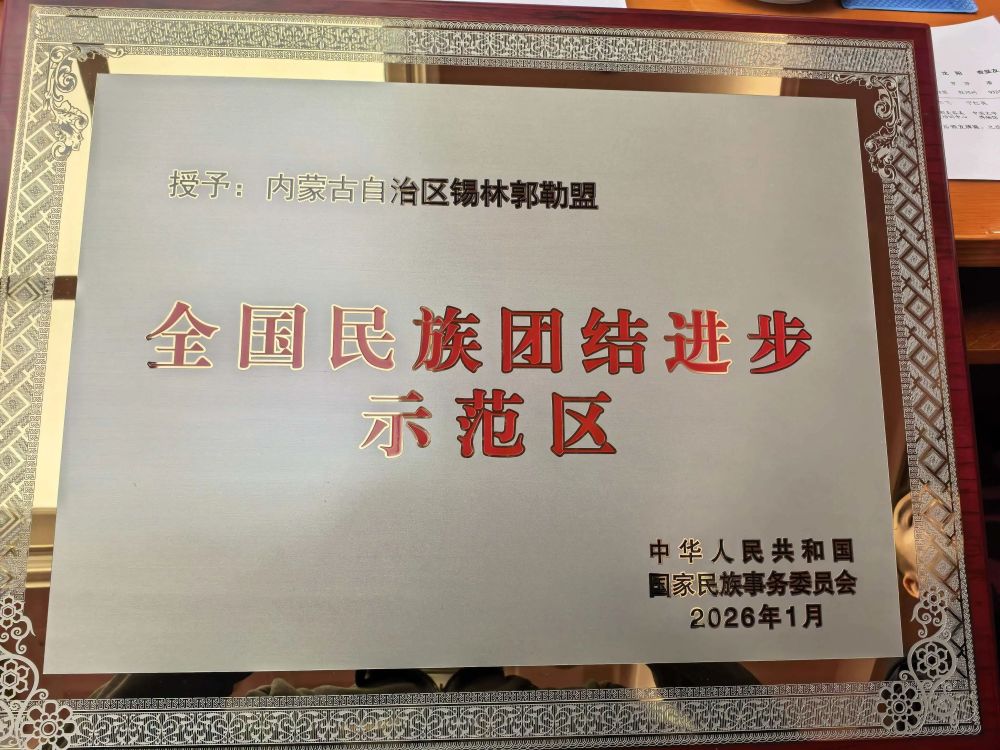 授予：内蒙古自治区锡林郭勒盟
全国民族团结进步
示范区
中华人民共和国
国家民族事务委员会
2026年1月